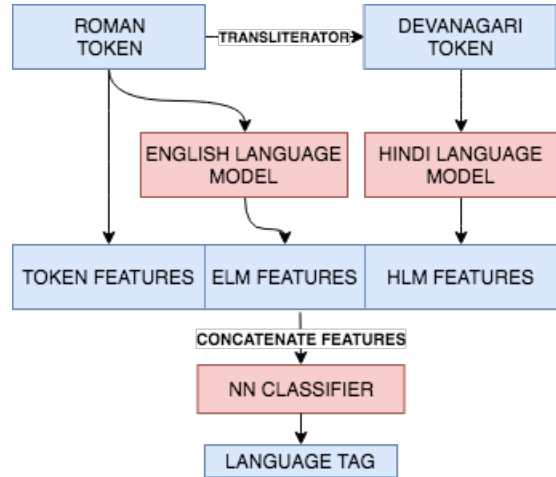 ROMAN
TOKEN
TRANSLITERATOR
DEVANAGARI
TOKEN
ENGLISH LANGUAGE
MODEL
HINDI LANGUAGE
MODEL
TOKEN FEATURES
ELM FEATURES
HLM FEATURES
CONCATENATE FEATURES
NN CLASSIFIER
LANGUAGE TAG